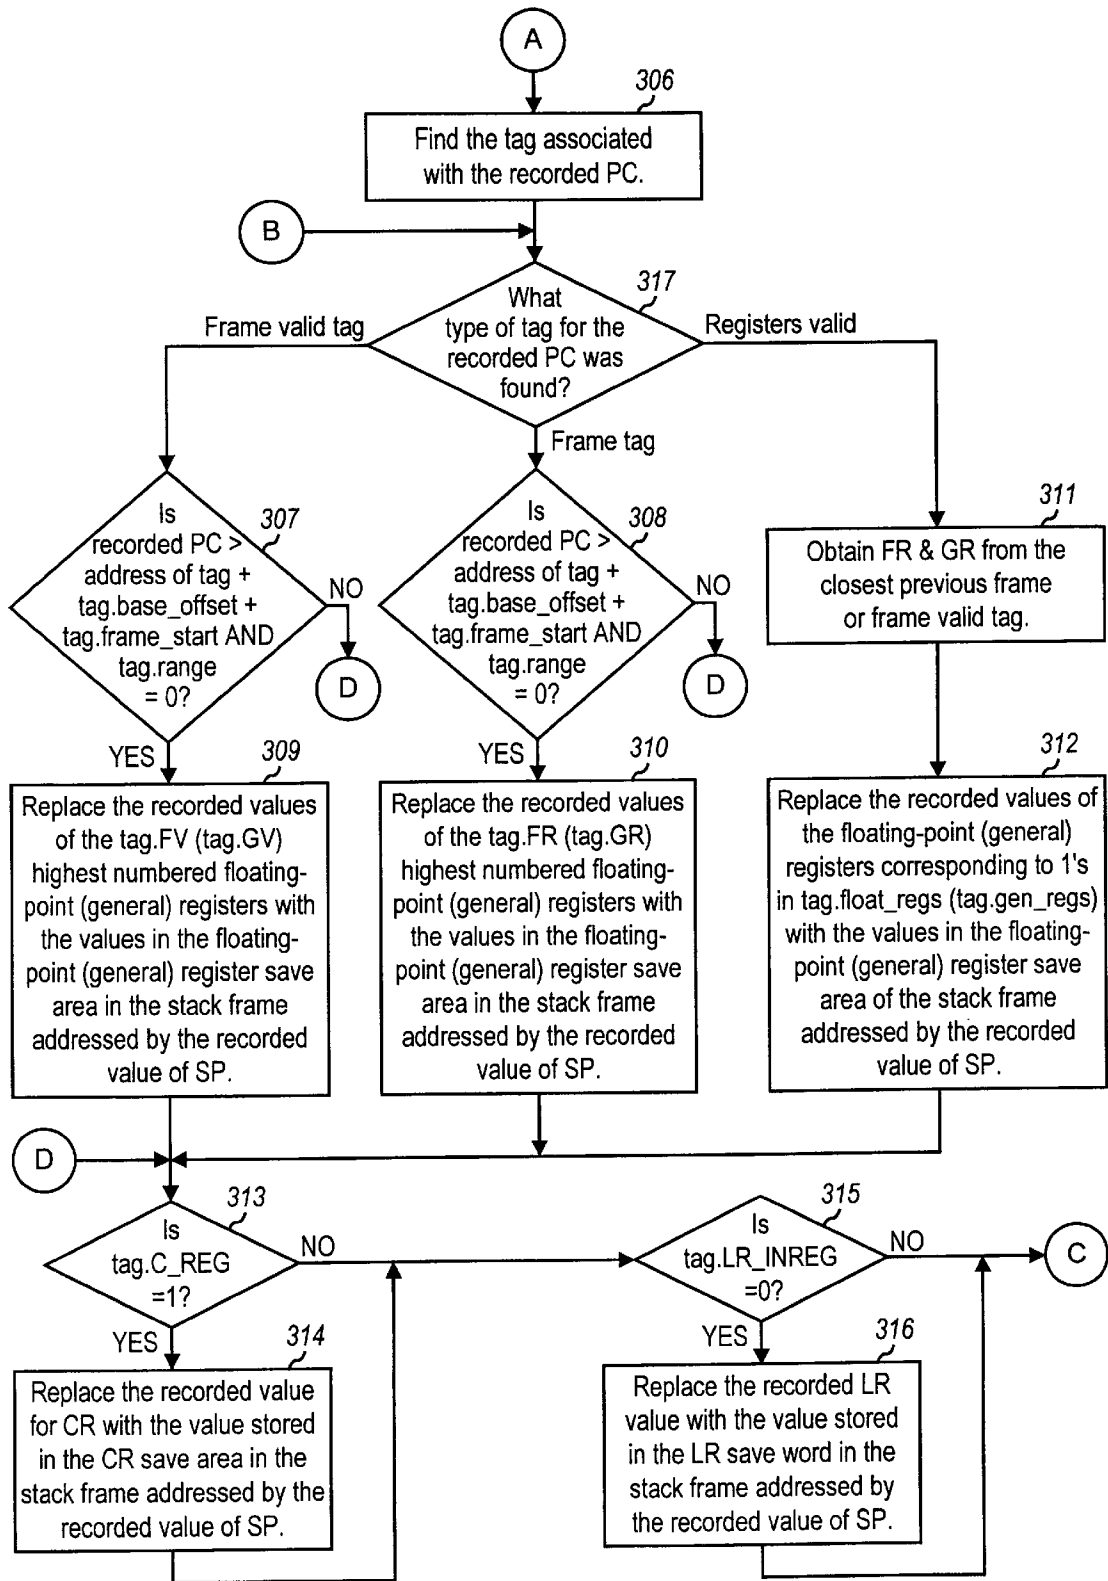 A
306
Find the tag associated
with the recorded PC.
B
317
What
type of tag for the
recorded PC was
found?
Frame valid tag
Registers valid
Frame tag
307
Is
recorded PC >
address of tag +
tag.base_offset +
tag.frame_start AND
tag.range
= 0?
NO
D
YES
308
Is
recorded PC >
address of tag +
tag.base_offset +
tag.frame_start AND
tag.range
= 0?
NO
D
YES
311
Obtain FR & GR from the
closest previous frame
or frame valid tag.
309
Replace the recorded values
of the tag.FV (tag.GV)
highest numbered floating-
point (general) registers with
the values in the floating-
point (general) register save
area in the stack frame
addressed by the recorded
value of SP.
310
Replace the recorded values
of the tag.FR (tag.GR)
highest numbered floating-
point (general) registers with
the values in the floating-
point (general) register save
area in the stack frame
addressed by the recorded
value of SP.
312
Replace the recorded values of
the floating-point (general)
registers corresponding to 1's
in tag.float_regs (tag.gen_regs)
with the values in the floating-
point (general) register save
area of the stack frame
addressed by the recorded
value of SP.
D
313
Is
tag.C_REG
=1?
NO
YES
315
Is
tag.LR_INREG
=0?
NO
C
YES
314
Replace the recorded value
for CR with the value stored
in the CR save area in the
stack frame addressed by the
recorded value of SP.
316
Replace the recorded LR
value with the value stored
in the LR save word in the
stack frame addressed by
the recorded value of SP.